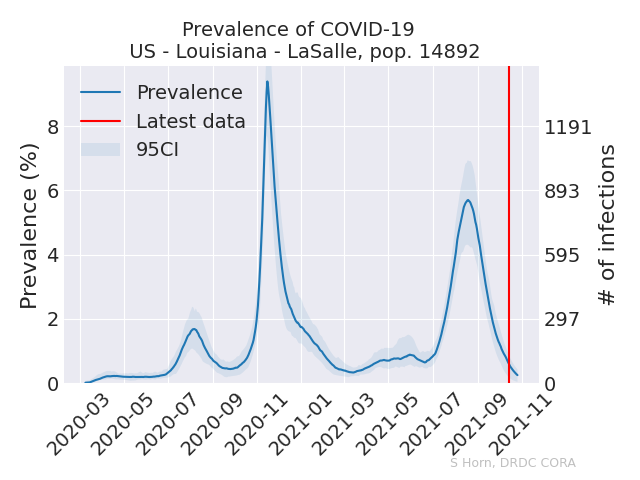 Prevalence of COVID-19
US - Louisiana - LaSalle, pop. 14892
Prevalence
Latest data
95CI
Prevalence (%)
8
6
4
2
0
1191
893
595
297
0
# of infections
2020-03
2020-05
2020-07
2020-09
2020-11
2021-01
2021-03
2021-05
2021-07
2021-09
2021-11
S Horn, DRDC CORA